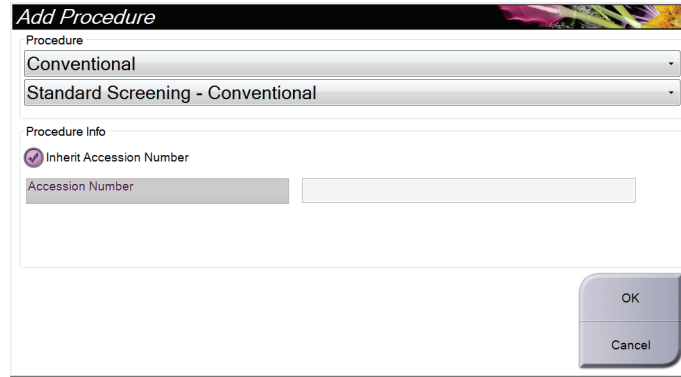 Add Procedure
Procedure
Conventional
Standard Screening - Conventional
Procedure Info
Inherit Accession Number
Accession Number
OK
Cancel